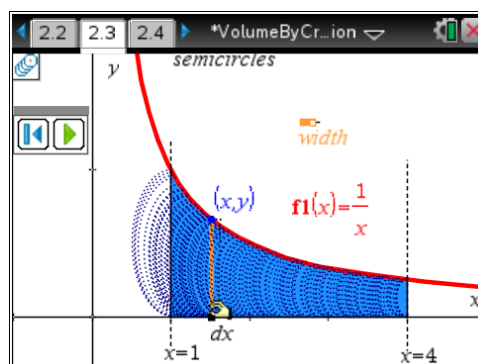 2.2 2.3 2.4 *VolumeByCr...ion
y semicircles
width
(x,y) f1(x)=1/x
x
dx
x=1 x=4